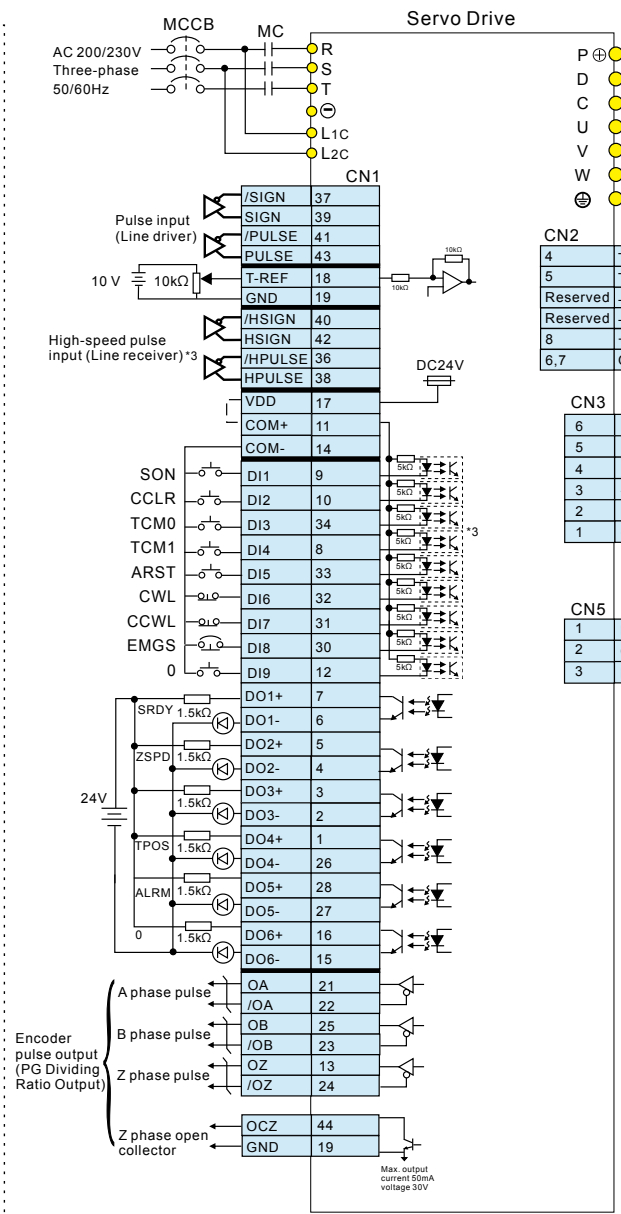 Servo Drive
MCCB
MC
AC 200/230V
Three-phase
50/60Hz
R
S
T
⊖
L1C
L2C
P ⊕
D
C
U
V
W
CN1
/SIGN 37
SIGN 39
/PULSE 41
PULSE 43
T-REF 18
GND 19
/HSIGN 40
HSIGN 42
/HPULSE 36
HPULSE 38
VDD 17
COM+ 11
COM- 14
DI1 9
DI2 10
DI3 34
DI4 8
DI5 33
DI6 32
DI7 31
DI8 30
DI9 12
DO1+ 7
DO1- 6
DO2+ 5
DO2- 4
DO3+ 3
DO3- 2
DO4+ 1
DO4- 26
DO5+ 28
DO5- 27
DO6+ 16
DO6- 15
OA 21
/OA 22
OB 25
/OB 23
OZ 13
/OZ 24
OCZ 44
GND 19
Pulse input
(Line driver)
10 V
10kΩ
10kΩ
10kΩ
High-speed pulse
input (Line receiver) *3
DC24V
SON
CCLR
TCM0
TCM1
ARST
CWL
CCWL
EMGS
0
5kΩ
5kΩ
5kΩ
5kΩ
5kΩ
5kΩ
5kΩ
5kΩ
5kΩ
*3
24V
SRDY 1.5kΩ
ZSPD 1.5kΩ
1.5kΩ
TPOS 1.5kΩ
ALRM 1.5kΩ
0 1.5kΩ
Encoder
pulse output
(PG Dividing
Ratio Output)
A phase pulse
B phase pulse
Z phase pulse
Z phase open
collector
Max. output
current 50mA
voltage 30V
CN2
4
5
Reserved
Reserved
8
6,7
CN3
6
5
4
3
2
1
CN5
1
2
3